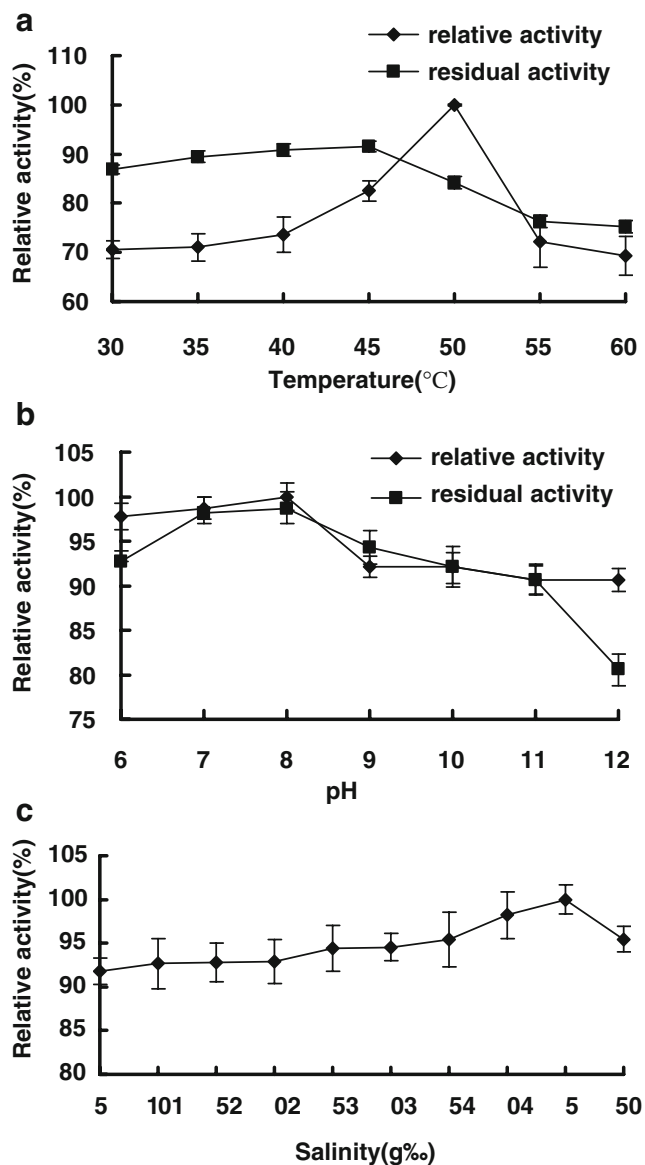 a
relative activity
residual activity
Relative activity(%)
110
100
90
80
70
60
30 35 40 45 50 55 60
Temperature(°C)
b
relative activity
residual activity
Relative activity(%)
105
100
95
90
85
80
75
6 7 8 9 10 11 12
pH
c
Relative activity(%)
105
100
95
90
85
80
5 101 52 02 53 03 54 04 5 50
Salinity(g‰)